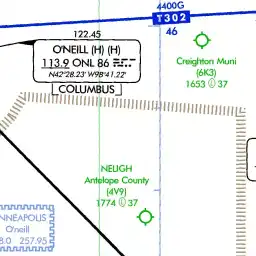 4400G
T302
122.45
46
O'NEILL (H) (H)
113.9 ONL 86
N42°28.23' W98°41.22'
COLUMBUS
Creighton Muni
(6K3)
1653 Ⓛ 37
NELIGH
Antelope County
(4V9)
1774 Ⓛ 37
NNEAPOLIS
O'neill
8.0 257.95